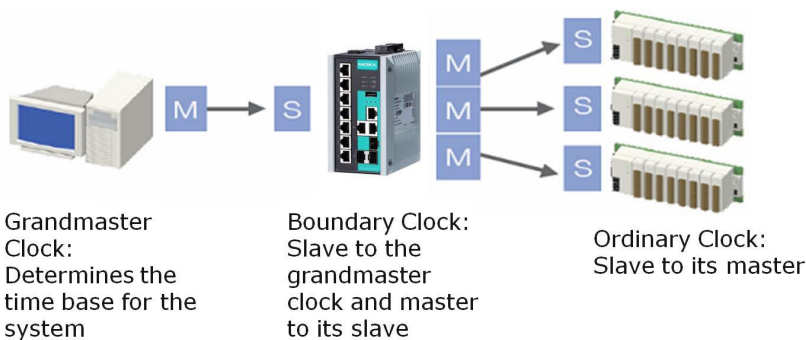 M
S
MOXA
M
M
M
S
S
S
Grandmaster
Clock:
Determines the
time base for the
system
Boundary Clock:
Slave to the
grandmaster
clock and master
to its slave
Ordinary Clock:
Slave to its master